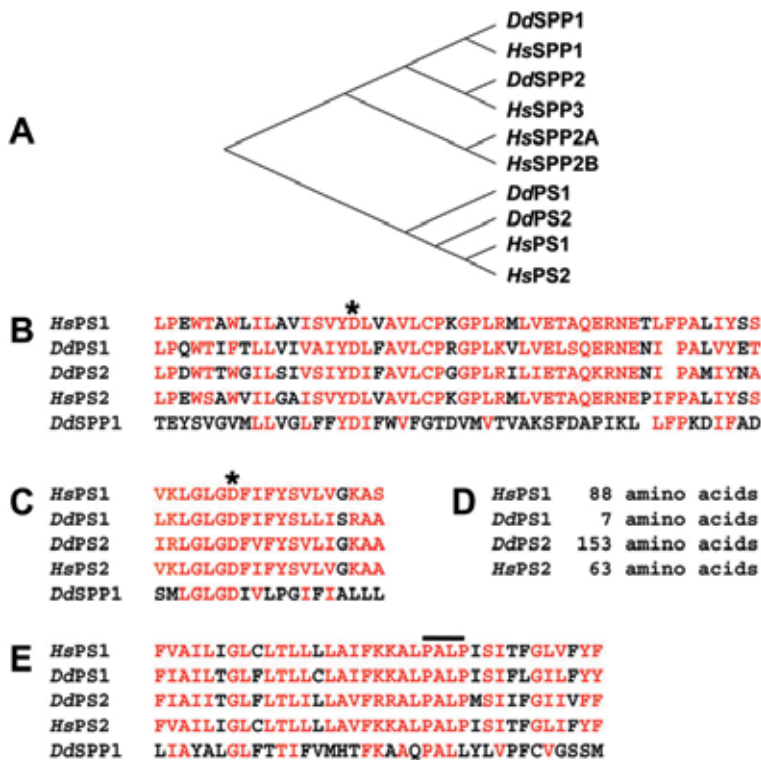 A
DdSPP1
HsSPP1
DdSPP2
HsSPP3
HsSPP2A
HsSPP2B
DdPS1
DdPS2
HsPS1
HsPS2
B
*
HsPS1 LPEWTAWLILAVISVYDLVAVLCPKGPLRMLVETAQERNETLFPALIYSS
DdPS1 LPQWTIFTLLVIVAIYDLFAVLCPRGPLKVLVELSQERNENI PALVYET
DdPS2 LPDWTTWGILSIVSIYDIFAVLCPGGPLRILIETAQKRNENI PAMIYNA
HsPS2 LPEWSAWVILGAISVYDLVAVLCPKGPLRMLVETAQERNEPIFPALIYSS
DdSPP1 TEYSVGVMLLVGLFFYDIFWVFGTDVMVTVAKSFDAPIKL LFPKDIFAD
C
*
HsPS1 VKLGLGDFIFYSVLVGKAS
DdPS1 LKLGLGDFIFYSLLISRAA
DdPS2 IRLGLGDFVFYSVLIGKAA
HsPS2 VKLGLGDFIFYSVLVGKAA
DdSPP1 SMLGLGDIVLPGIFIALLL
D
HsPS1 88 amino acids
DdPS1 7 amino acids
DdPS2 153 amino acids
HsPS2 63 amino acids
E
HsPS1 FVAILIGLCLTLLLLAIFKKALPALPISITFGLVFYF
DdPS1 FIAILTGLFLTLLCLAIFKKALPALPISIFLGILFYF
DdPS2 FIAIITGLFLTLILLAVFRRALPALPMSIIFGIIVFF
HsPS2 FVAILIGLCLTLLLLAVFKKALPALPISITFGLIFYF
DdSPP1 LIAYALGLFTTIFVMHTFKAAQPALLYLVPFCVGSSM